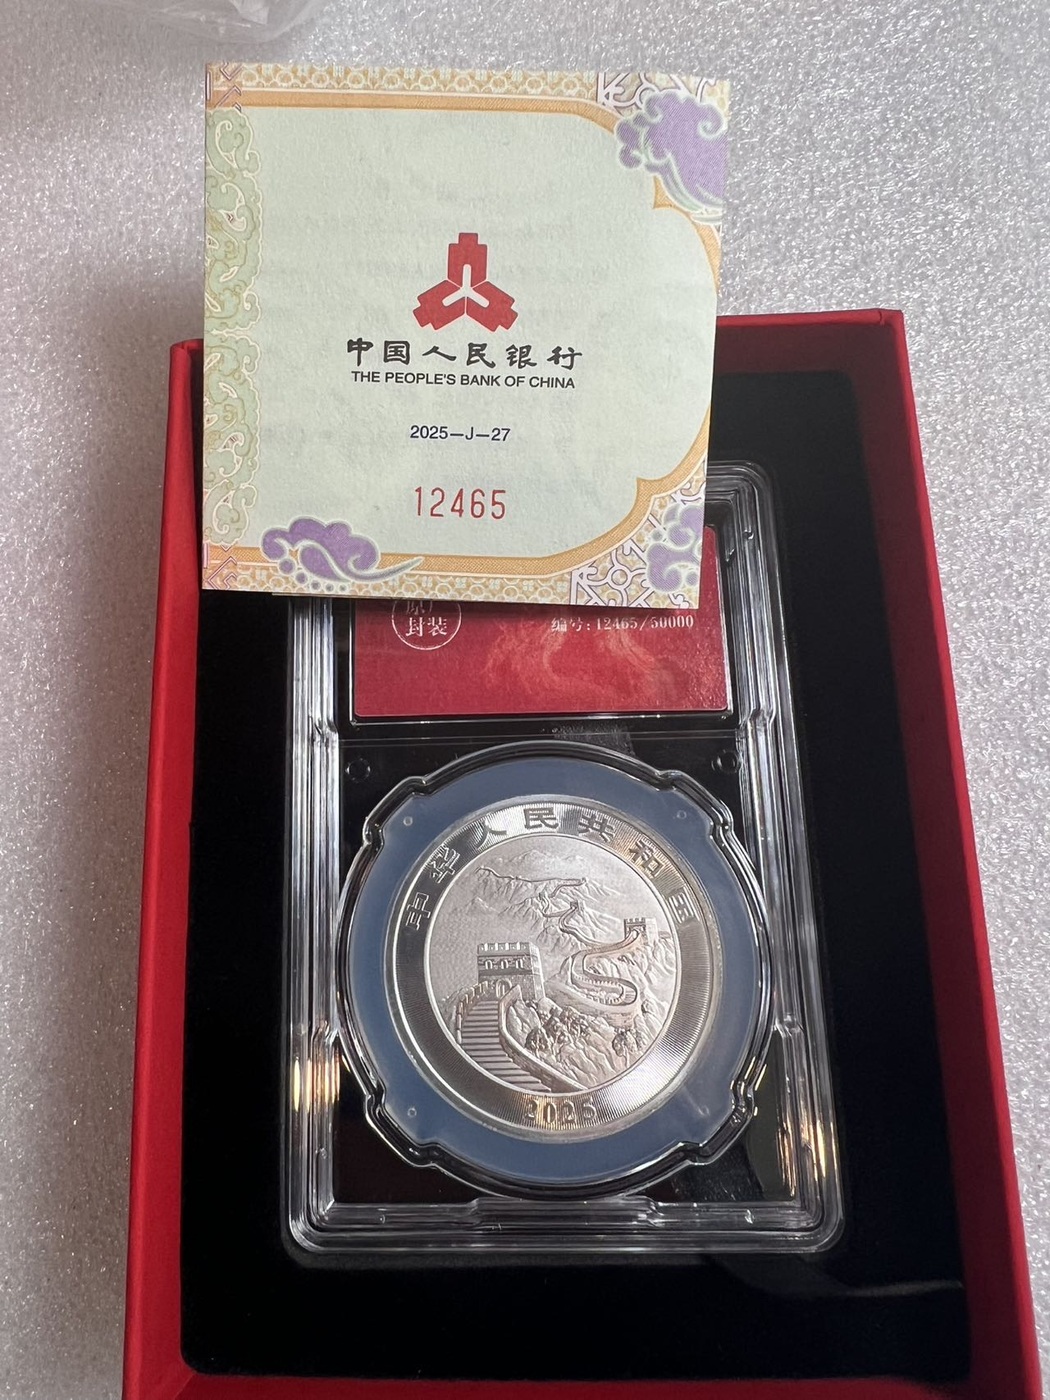 中国人民银行
THE PEOPLE'S BANK OF CHINA
2025—J—27
12465
封装
编号:12465/50000
中华人民共和国
2025